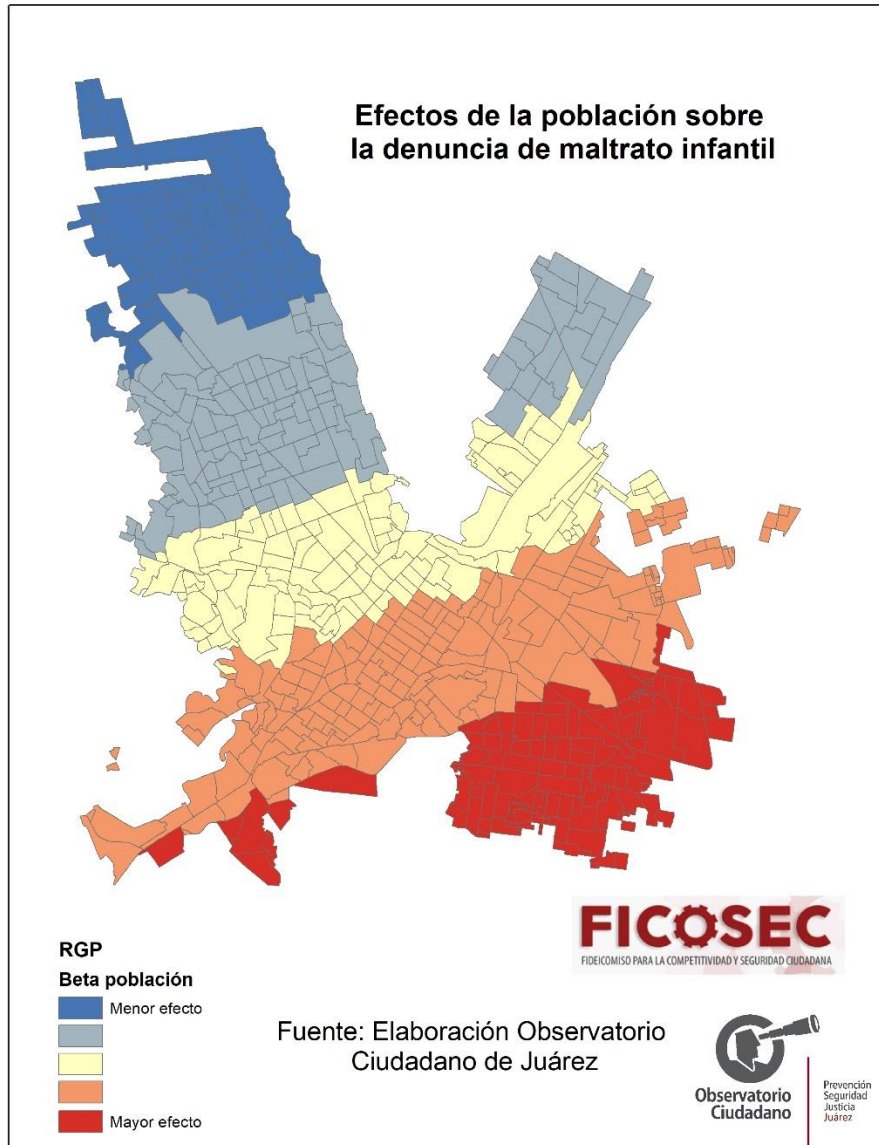 Efectos de la población sobre
la denuncia de maltrato infantil
FICOSEC
FIDEICOMISO PARA LA COMPETITIVIDAD Y SEGURIDAD CIUDADANA
RGP
Beta población
Menor efecto
Mayor efecto
Fuente: Elaboración Observatorio
Ciudadano de Juárez
Observatorio
Ciudadano
Prevención
Seguridad
Justicia
Juárez